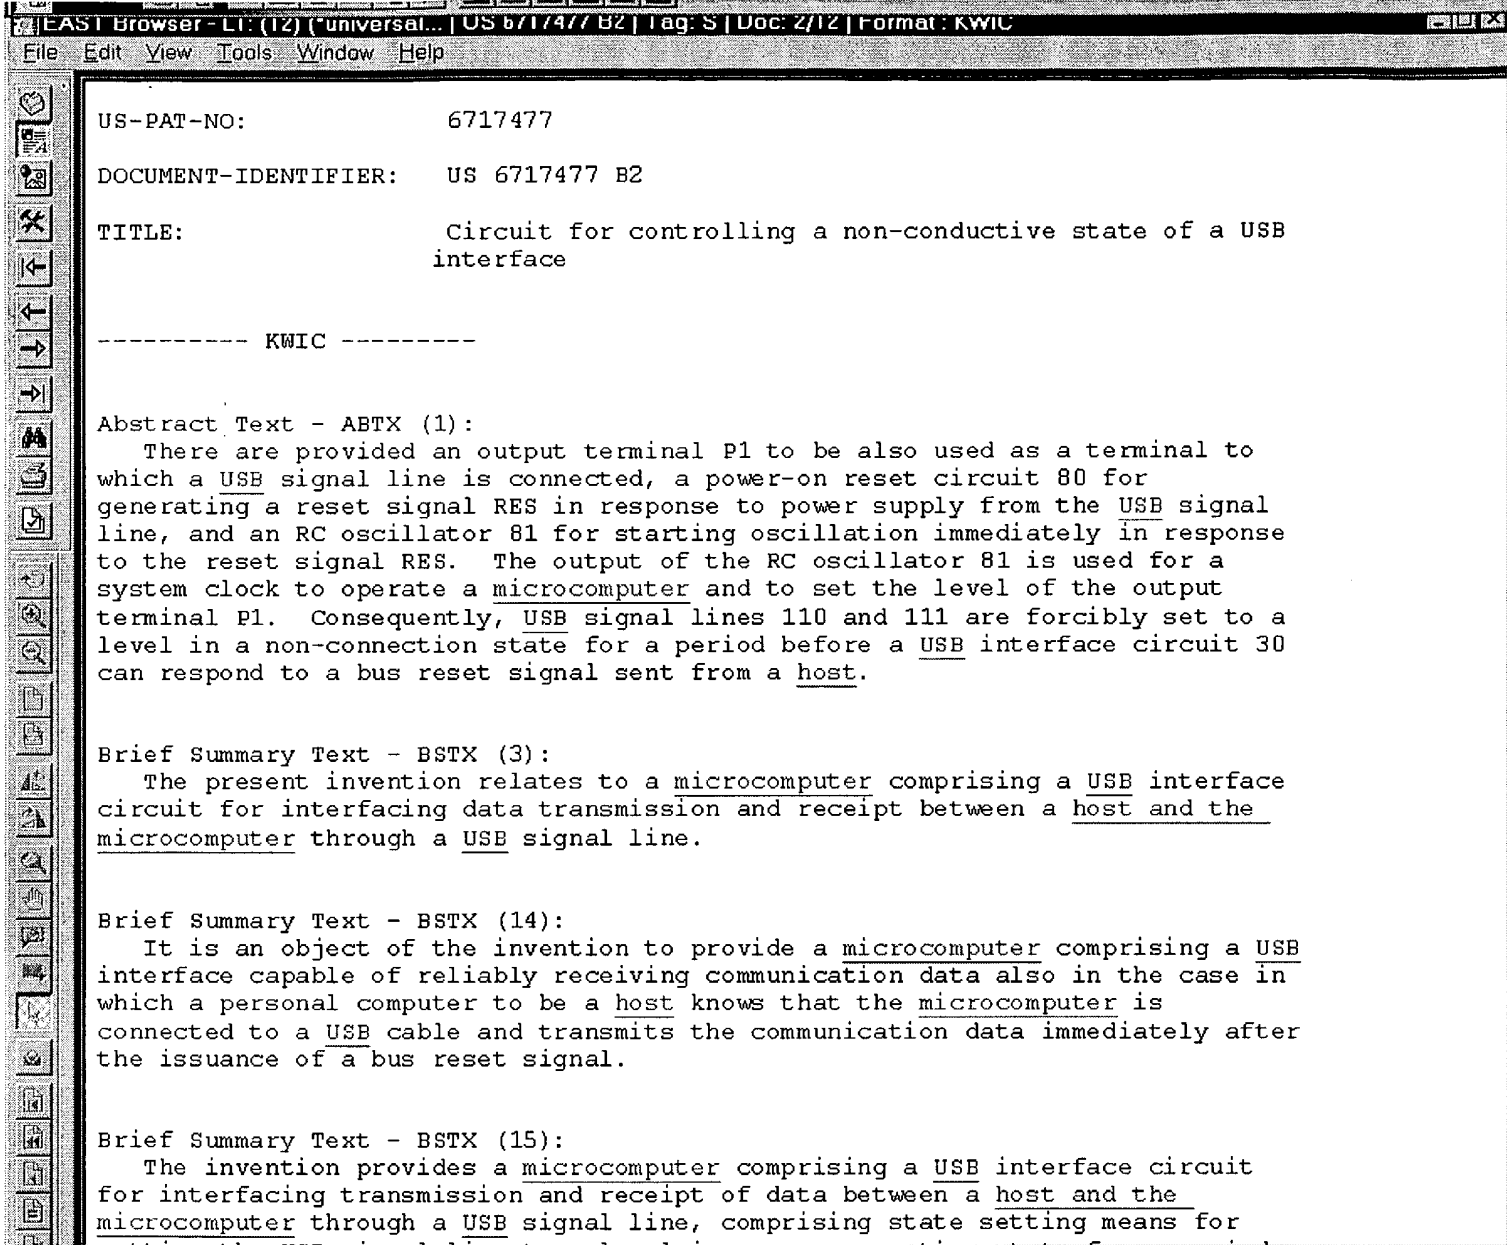 EAST Browser - L1: (12) ("universal... | US 6717477 B2 | Tag: S | Doc: 2/12 | Format : KWIC
File Edit View Tools Window Help
US-PAT-NO: 6717477
DOCUMENT-IDENTIFIER: US 6717477 B2
TITLE: Circuit for controlling a non-conductive state of a USB
interface
---------- KWIC ---------
Abstract Text - ABTX (1):
There are provided an output terminal P1 to be also used as a terminal to
which a USB signal line is connected, a power-on reset circuit 80 for
generating a reset signal RES in response to power supply from the USB signal
line, and an RC oscillator 81 for starting oscillation immediately in response
to the reset signal RES. The output of the RC oscillator 81 is used for a
system clock to operate a microcomputer and to set the level of the output
terminal P1. Consequently, USB signal lines 110 and 111 are forcibly set to a
level in a non-connection state for a period before a USB interface circuit 30
can respond to a bus reset signal sent from a host.
Brief Summary Text - BSTX (3):
The present invention relates to a microcomputer comprising a USB interface
circuit for interfacing data transmission and receipt between a host and the
microcomputer through a USB signal line.
Brief Summary Text - BSTX (14):
It is an object of the invention to provide a microcomputer comprising a USB
interface capable of reliably receiving communication data also in the case in
which a personal computer to be a host knows that the microcomputer is
connected to a USB cable and transmits the communication data immediately after
the issuance of a bus reset signal.
Brief Summary Text - BSTX (15):
The invention provides a microcomputer comprising a USB interface circuit
for interfacing transmission and receipt of data between a host and the
microcomputer through a USB signal line, comprising state setting means for